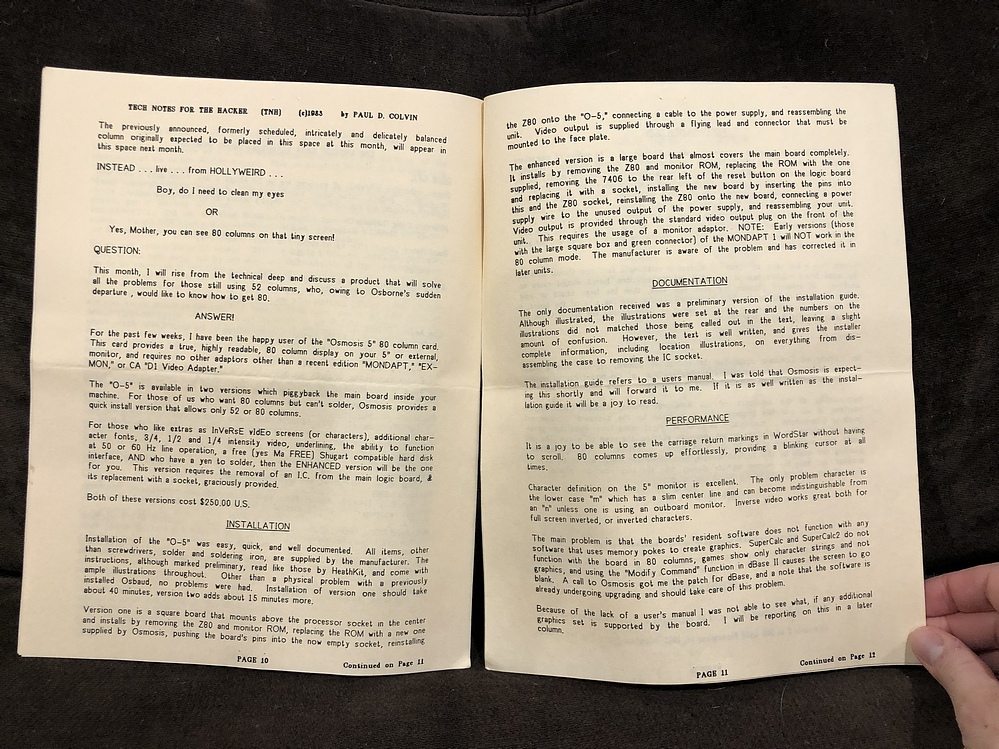 TECH NOTES FOR THE HACKER (TNH) (c)1983 by PAUL D. COLVIN
The previously announced, formerly scheduled, intricately and delicately balanced
column originally expected to be placed in this space at this month, will appear in
this space next month.
INSTEAD . . . live . . . from HOLLYWEIRD . . .
Boy, do I need to clean my eyes
OR
Yes, Mother, you can see 80 columns on that tiny screen!
QUESTION:
This month, I will rise from the technical deep and discuss a product that will solve
all the problems for those still using 52 columns, who, owing to Osborne's sudden
departure , would like to know how to get 80.
ANSWER!
For the past few weeks, I have been the happy user of the "Osmosis 5" 80 column card.
This card provides a true, highly readable, 80 column display on your 5" or external,
monitor, and requires no other adaptors other than a recent edition "MONDAPT," "EX-
MON," or CA "D1 Video Adapter."
The "O-5" is available in two versions which piggyback the main board inside your
machine. For those of us who want 80 columns but can't solder, Osmosis provides a
quick install version that allows only 52 or 80 columns.
For those who like extras as InVeRsE vIdEo screens (or characters), additional char-
acter fonts, 3/4, 1/2 and 1/4 intensity video, underlining, the ability to function
at 50 or 60 Hz line operation, a free (yes Ma FREE) Shugart compatible hard disk
interface, AND who have a yen to solder, then the ENHANCED version will be the one
for you. This version requires the removal of an I.C. from the main logic board, &
its replacement with a socket, graciously provided.
Both of these versions cost $250.00 U.S.
INSTALLATION
Installation of the "O-5" was easy, quick, and well documented. All items, other
than screwdrivers, solder and soldering iron, are supplied by the manufacturer. The
instructions, although marked preliminary, read like those by HeathKit, and come with
ample illustrations throughout. Other than a physical problem with a previously
installed Osbaud, no problems were had. Installation of version one should take
about 40 minutes, version two adds about 15 minutes more.
Version one is a square board that mounts above the processor socket in the center
and installs by removing the Z80 and monitor ROM, replacing the ROM with a new one
supplied by Osmosis, pushing the board's pins into the now empty socket, reinstalling
PAGE 10
Continued on Page 11
the Z80 onto the "O-5," connecting a cable to the power supply, and reassembling the
unit. Video output is supplied through a flying lead and connector that must be
mounted to the face plate.
The enhanced version is a large board that almost covers the main board completely.
It installs by removing the Z80 and monitor ROM, replacing the ROM with the one
supplied, removing the 7406 to the rear left of the reset button on the logic board
and replacing it with a socket, installing the new board by inserting the pins into
this and the Z80 socket, reinstalling the Z80 onto the new board, connecting a power
supply wire to the unused output of the power supply, and reassembling your unit.
Video output is provided through the standard video output plug on the front of the
unit. This requires the usage of a monitor adaptor. NOTE: Early versions (those
with the large square box and green connector) of the MONDAPT 1 will NOT work in the
80 column mode. The manufacturer is aware of the problem and has corrected it in
later units.
DOCUMENTATION
The only documentation received was a preliminary version of the installation guide.
Although illustrated, the illustrations were set at the rear and the numbers on the
illustrations did not matched those being called out in the text, leaving a slight
amount of confusion. However, the text is well written, and gives the installer
complete information, including location illustrations, on everything from dis-
assembling the case to removing the IC socket.
The installation guide refers to a users manual. I was told that Osmosis is expect-
ing this shortly and will forward it to me. If it is as well written as the instal-
lation guide it will be a joy to read.
PERFORMANCE
It is a joy to be able to see the carriage return markings in WordStar without having
to scroll. 80 columns comes up effortlessly, providing a blinking cursor at all
times.
Character definition on the 5" monitor is excellent. The only problem character is
the lower case "m" which has a slim center line and can become indistinguishable from
an "n" unless one is using an outboard monitor. Inverse video works great both for
full screen inverted, or inverted characters.
The main problem is that the boards' resident software does not function with any
software that uses memory pokes to create graphics. SuperCalc and SuperCalc2 do not
function with the board in 80 columns, games show only character strings and not
graphics, and using the "Modify Command" function in dBase II causes the screen to go
blank. A call to Osmosis got me the patch for dBase, and a note that the software is
already undergoing upgrading and should take care of this problem.
Because of the lack of a user's manual I was not able to see what, if any additional
graphics set is supported by the board. I will be reporting on this in a later
column.
PAGE 11
Continued on Page 12